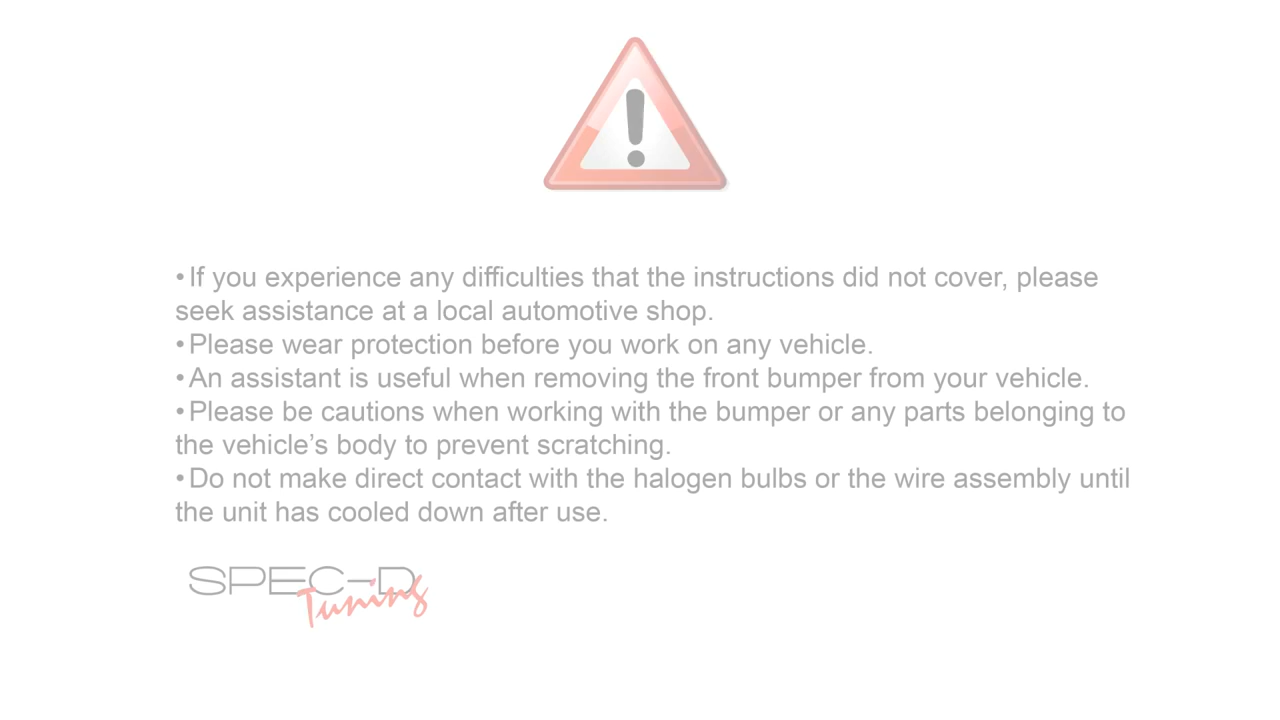 •If you experience any difficulties that the instructions did not cover, please
seek assistance at a local automotive shop.
•Please wear protection before you work on any vehicle.
•An assistant is useful when removing the front bumper from your vehicle.
•Please be cautions when working with the bumper or any parts belonging to
the vehicle’s body to prevent scratching.
•Do not make direct contact with the halogen bulbs or the wire assembly until
the unit has cooled down after use.
SPEC-D
Tuning